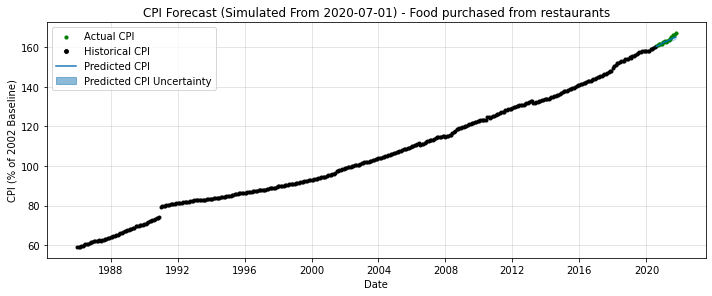 CPI Forecast (Simulated From 2020-07-01) - Food purchased from restaurants
Actual CPI
Historical CPI
Predicted CPI
Predicted CPI Uncertainty
CPI (% of 2002 Baseline)
160
140
120
100
80
60
1988 1992 1996 2000 2004 2008 2012 2016 2020
Date